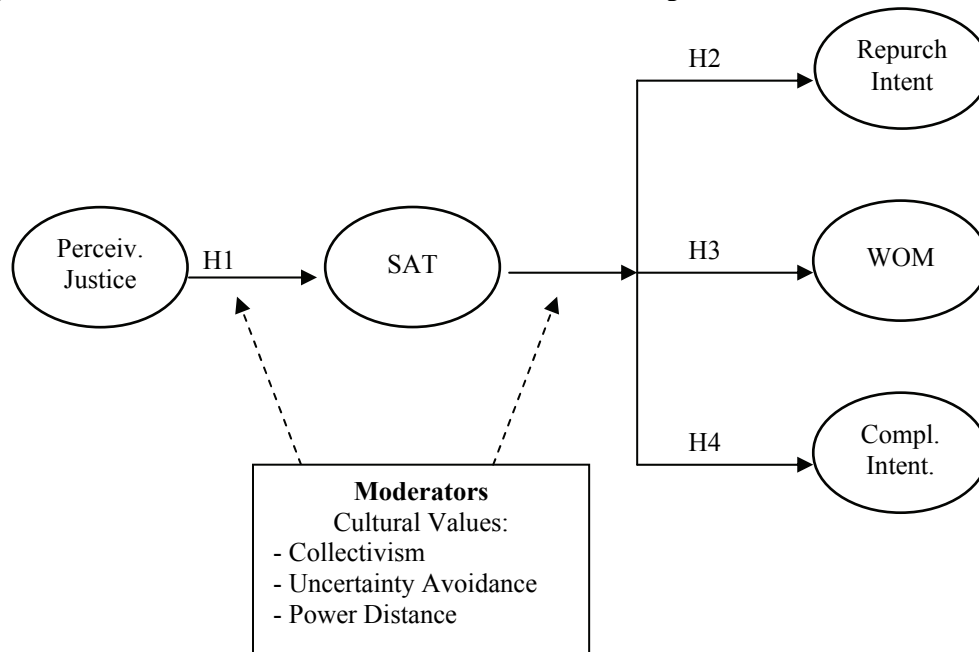 H2
Repurch
Intent
Perceiv.
Justice
H1
SAT
H3
WOM
H4
Compl.
Intent.
Moderators
Cultural Values:
- Collectivism
- Uncertainty Avoidance
- Power Distance